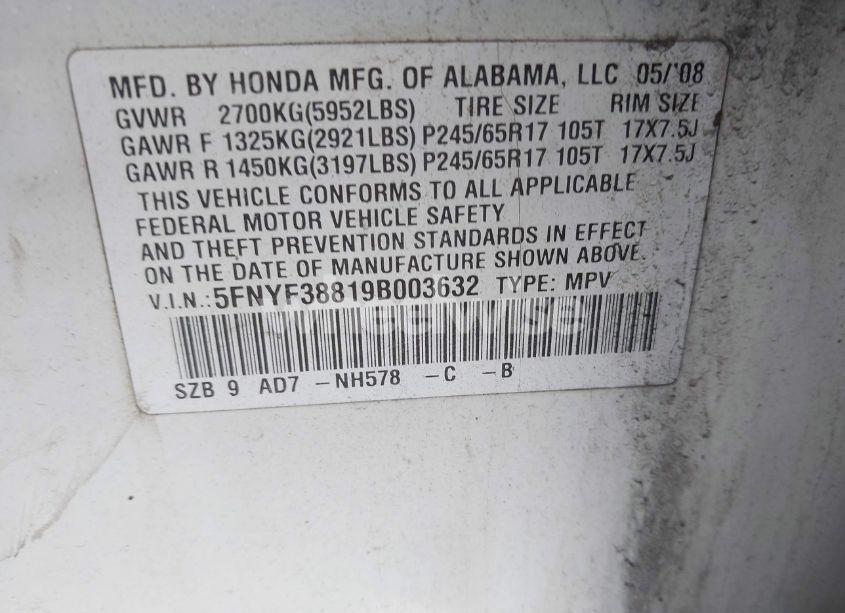 MFD. BY HONDA MFG. OF ALABAMA, LLC 05/'08
GVWR 2700KG(5952LBS) TIRE SIZE RIM SIZE
GAWR F 1325KG(2921LBS) P245/65R17 105T 17X7.5J
GAWR R 1450KG(3197LBS) P245/65R17 105T 17X7.5J
THIS VEHICLE CONFORMS TO ALL APPLICABLE
FEDERAL MOTOR VEHICLE SAFETY
AND THEFT PREVENTION STANDARDS IN EFFECT
ON THE DATE OF MANUFACTURE SHOWN ABOVE.
V.I.N.:5FNYF38819B003632 TYPE: MPV
SZB 9 AD7 -NH578 -C -B